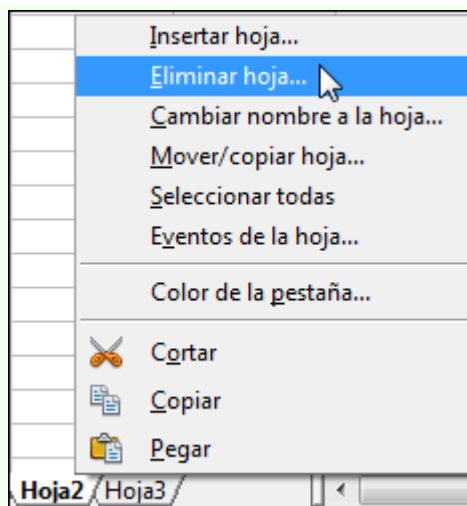 Insertar hoja...
Eliminar hoja...
Cambiar nombre a la hoja...
Mover/copiar hoja...
Seleccionar todas
Eventos de la hoja...
Color de la pestaña...
Cortar
Copiar
Pegar
Hoja2 Hoja3